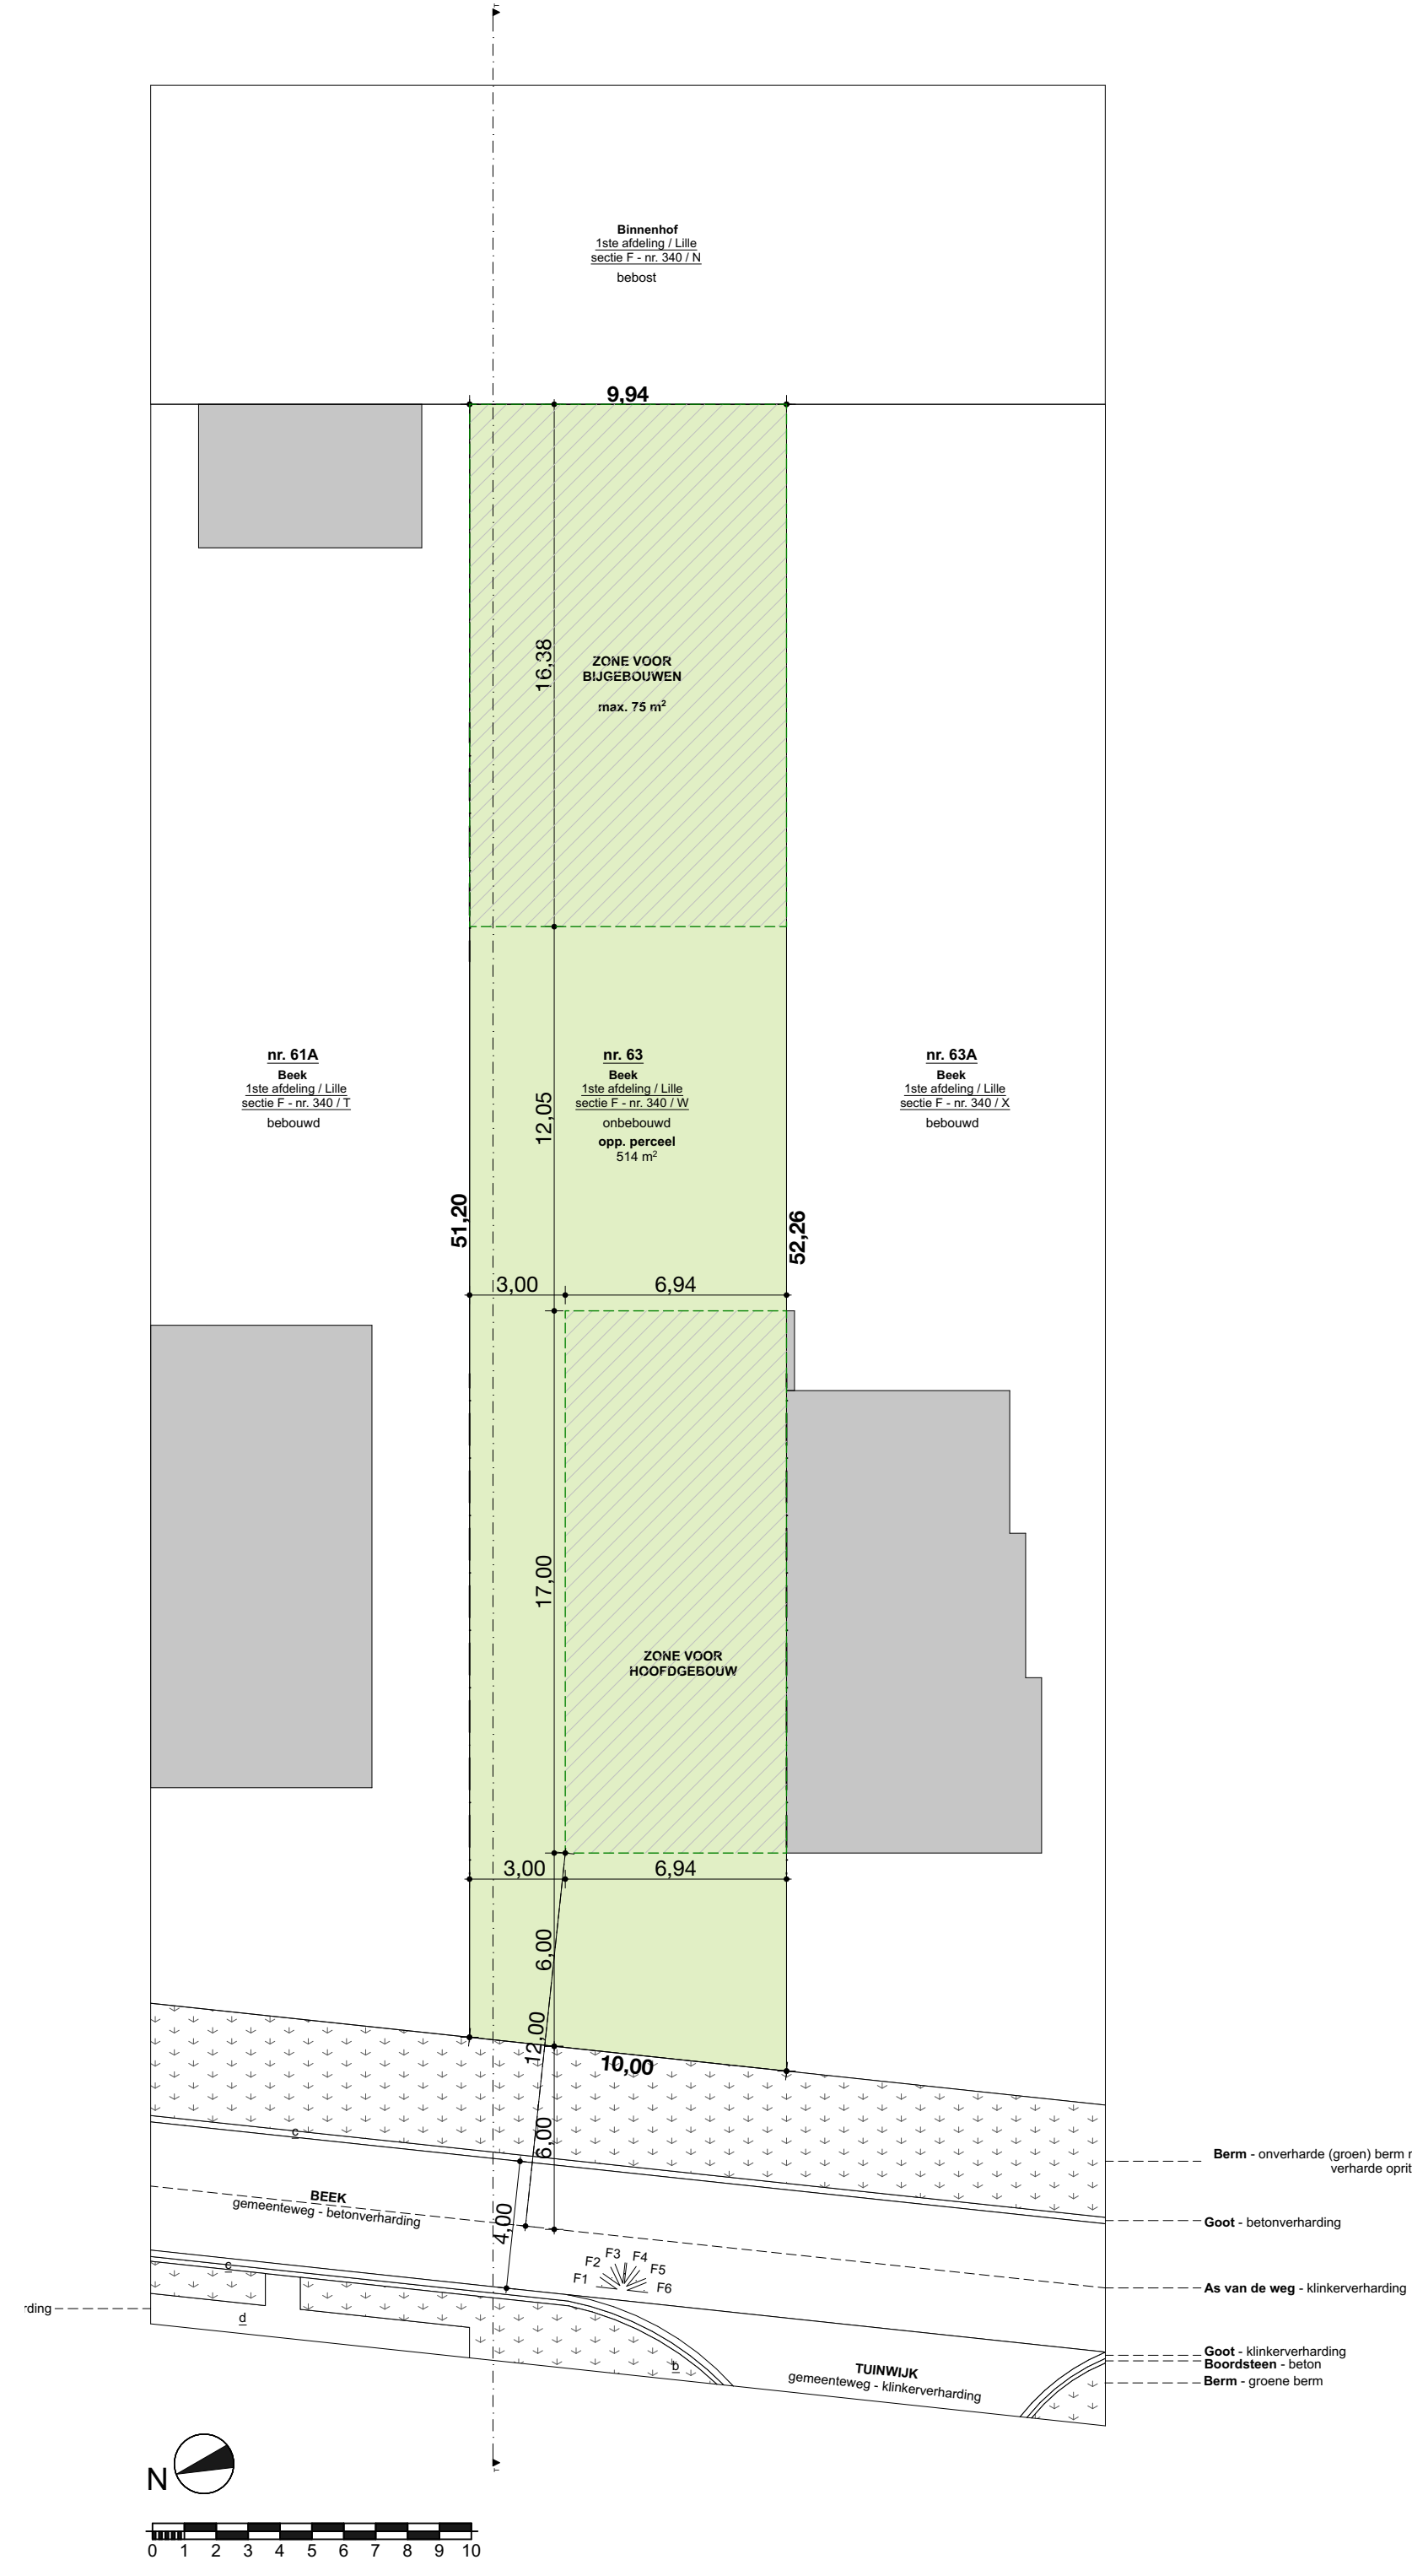 Binnenhof
1ste afdeling / Lille
sectie F - nr. 340 / N
bebost
9,94
16,38
ZONE VOOR
BIJGEBOUWEN
max. 75 m²
nr. 61A
Beek
1ste afdeling / Lille
sectie F - nr. 340 / T
bebouwd
nr. 63
Beek
1ste afdeling / Lille
sectie F - nr. 340 / W
onbebouwd
opp. perceel
514 m²
nr. 63A
Beek
1ste afdeling / Lille
sectie F - nr. 340 / X
bebouwd
12,05
51,20
52,26
3,00 6,94
17,00
ZONE VOOR
HOOFDGEBOUW
3,00 6,94
6,00
12,00
10,00
6,00
c
Berm - onverharde (groen) berm
verharde oprit
BEEK
gemeenteweg - betonverharding
4,00
Goot - betonverharding
c
F1 F2 F3 F4 F5 F6
As van de weg - klinkerverharding
rding
d
b
TUINWIJK
gemeenteweg - klinkerverharding
Goot - klinkerverharding
Boordsteen - beton
Berm - groene berm
N
0 1 2 3 4 5 6 7 8 9 10